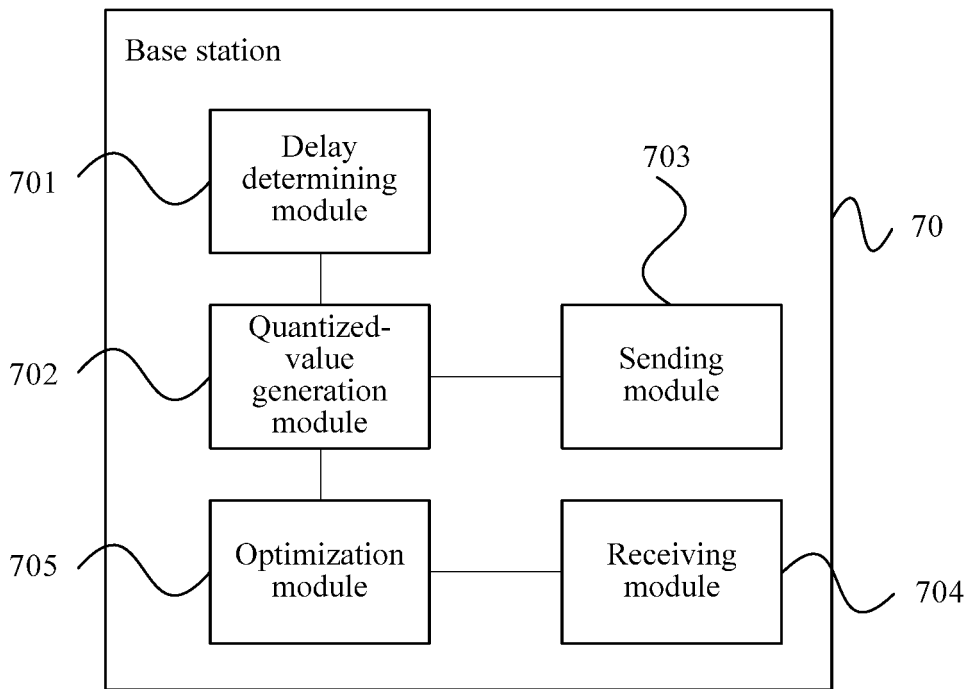 Base station
Delay
determining
module
701
703
70
Quantized-
value
generation
module
702
Sending
module
Optimization
module
705
Receiving
module
704